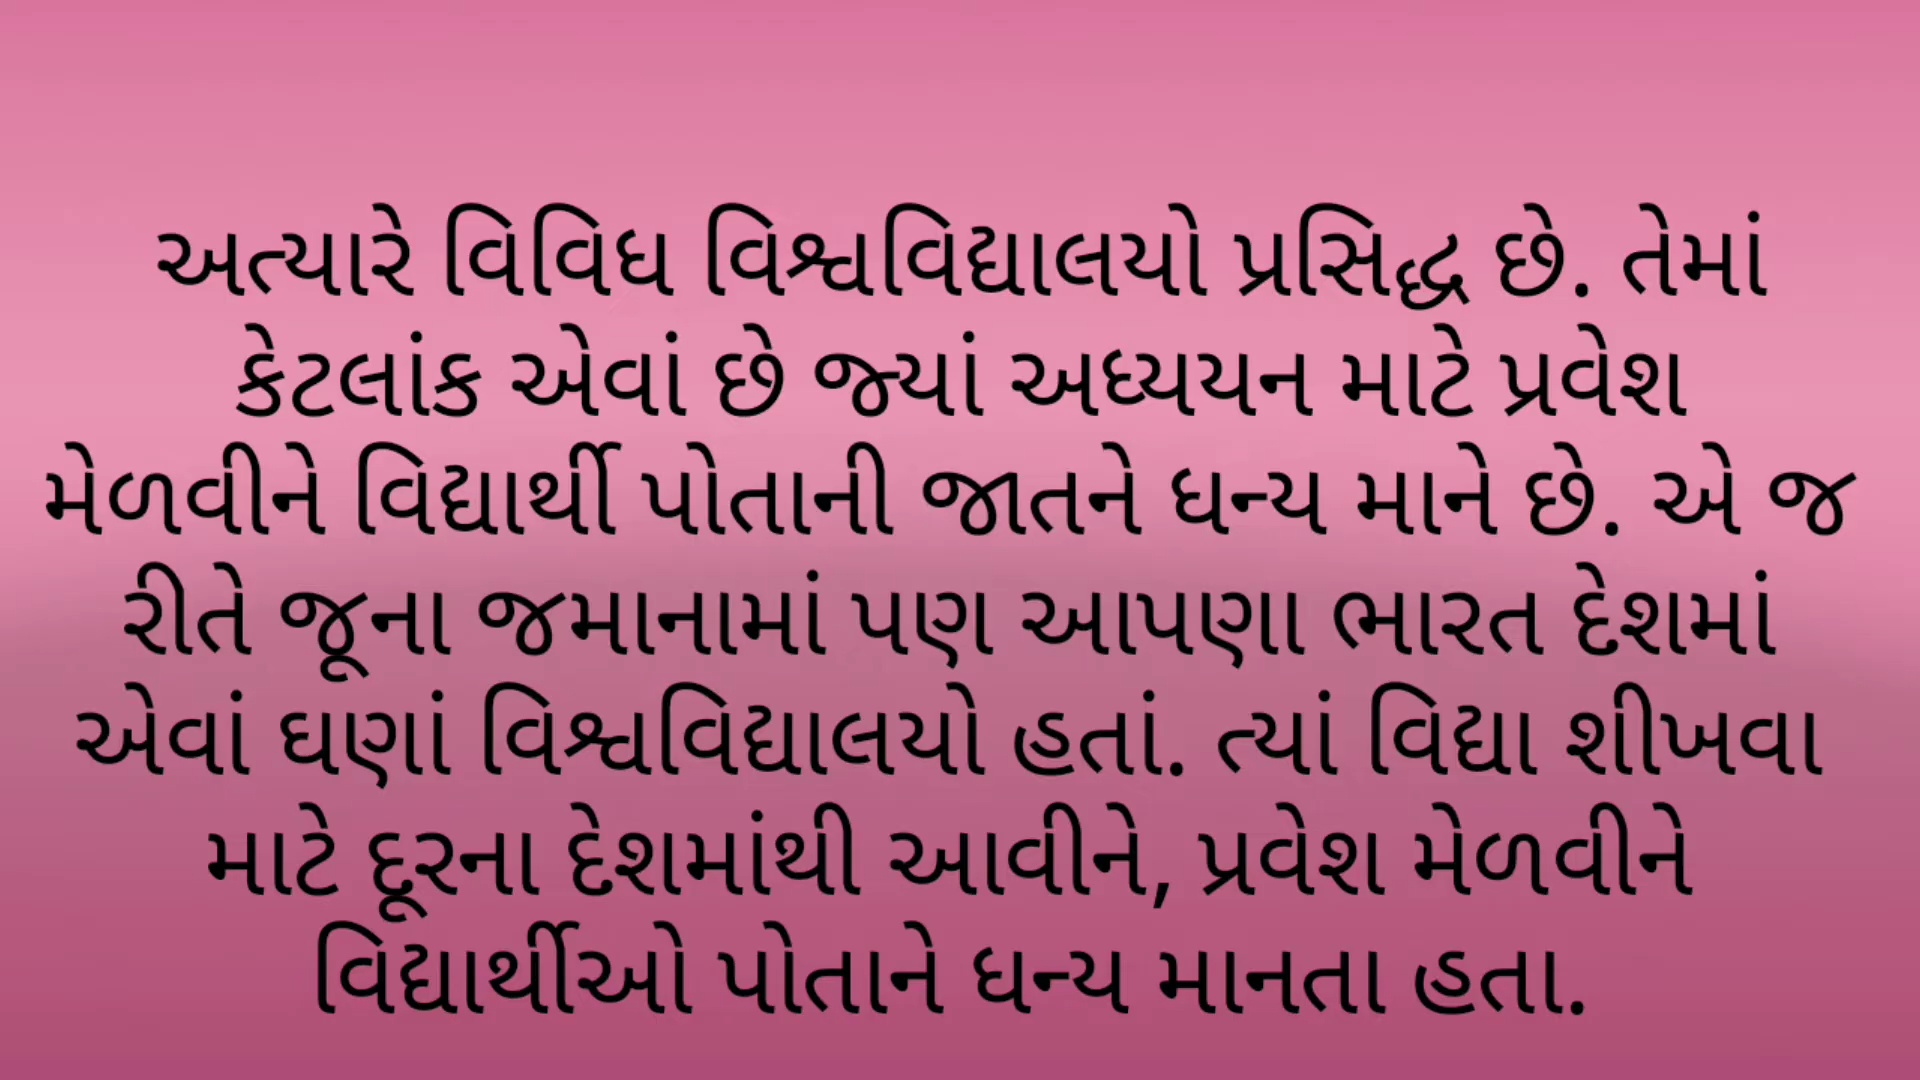 અત્યારે વિવિધ વિશ્વવિદ્યાલયો પ્રસિદ્ધ છે. તેમાં
કેટલાંક એવાં છે જ્યાં અધ્યયન માટે પ્રવેશ
મેળવીને વિદ્યાર્થી પોતાની જાતને ધન્ય માને છે. એ જ
રીતે જૂના જમાનામાં પણ આપણા ભારત દેશમાં
એવાં ઘણાં વિશ્વવિદ્યાલયો હતાં. ત્યાં વિદ્યા શીખવા
માટે દૂરના દેશમાંથી આવીને, પ્રવેશ મેળવીને
વિદ્યાર્થીઓ પોતાને ધન્ય માનતા હતા.